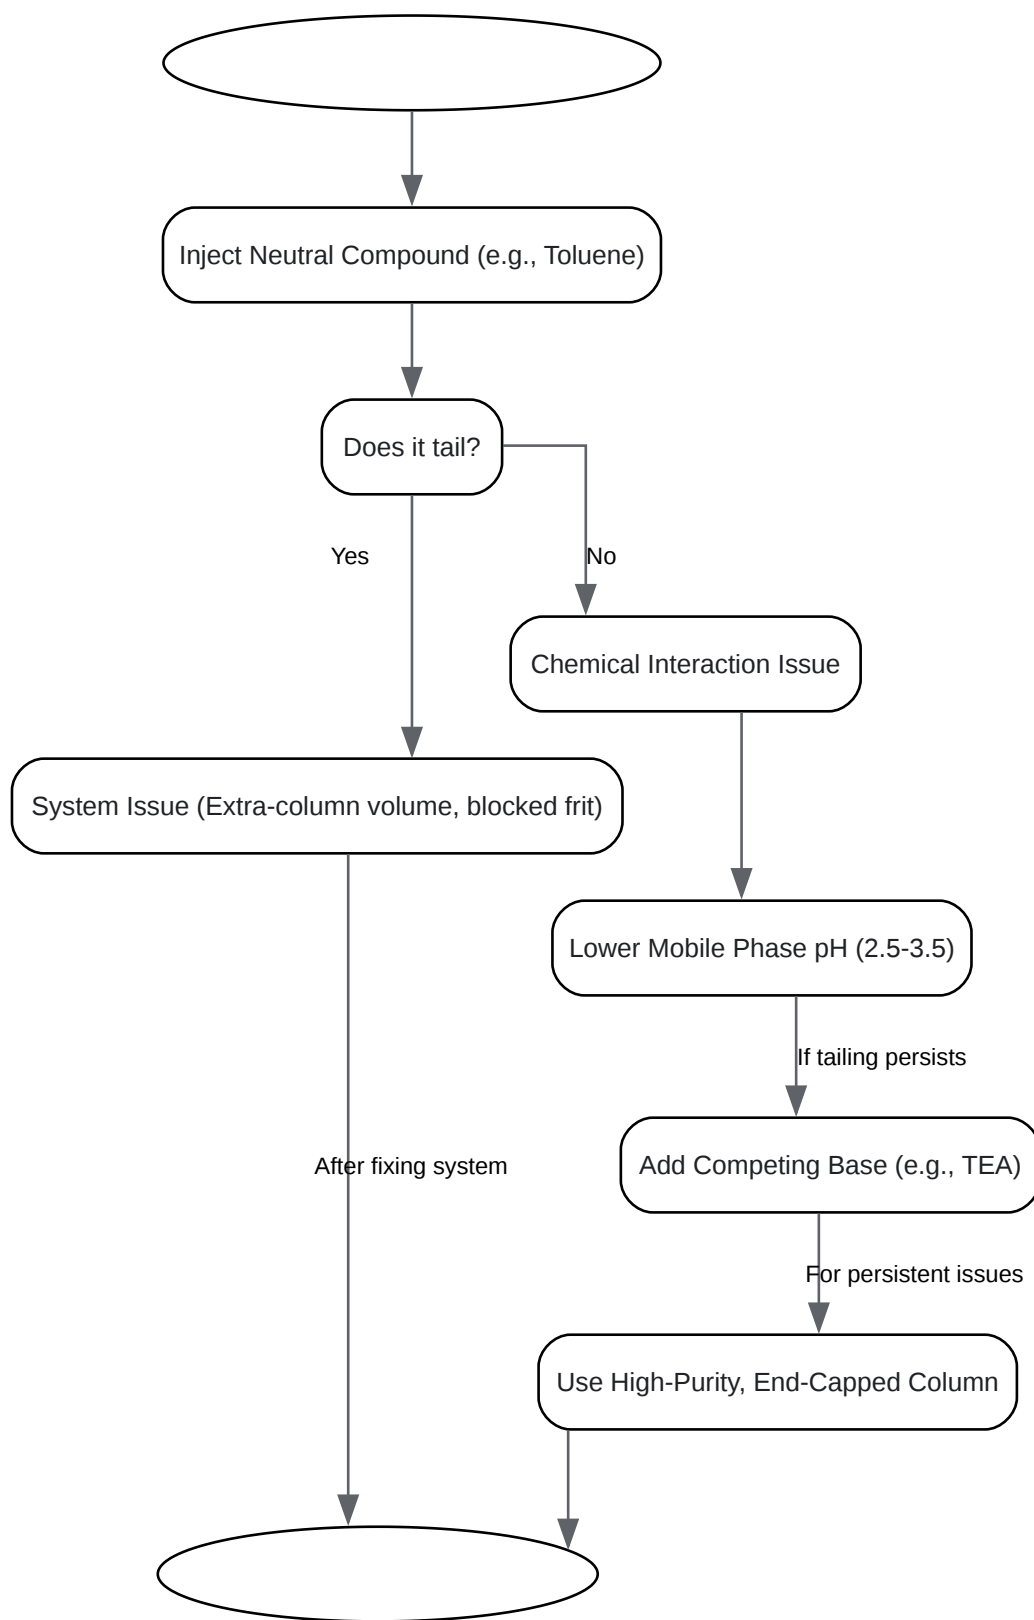 Inject Neutral Compound (e.g., Toluene)
Does it tail?
Yes
No
Chemical Interaction Issue
System Issue (Extra-column volume, blocked frit)
Lower Mobile Phase pH (2.5-3.5)
If tailing persists
Add Competing Base (e.g., TEA)
After fixing system
For persistent issues
Use High-Purity, End-Capped Column